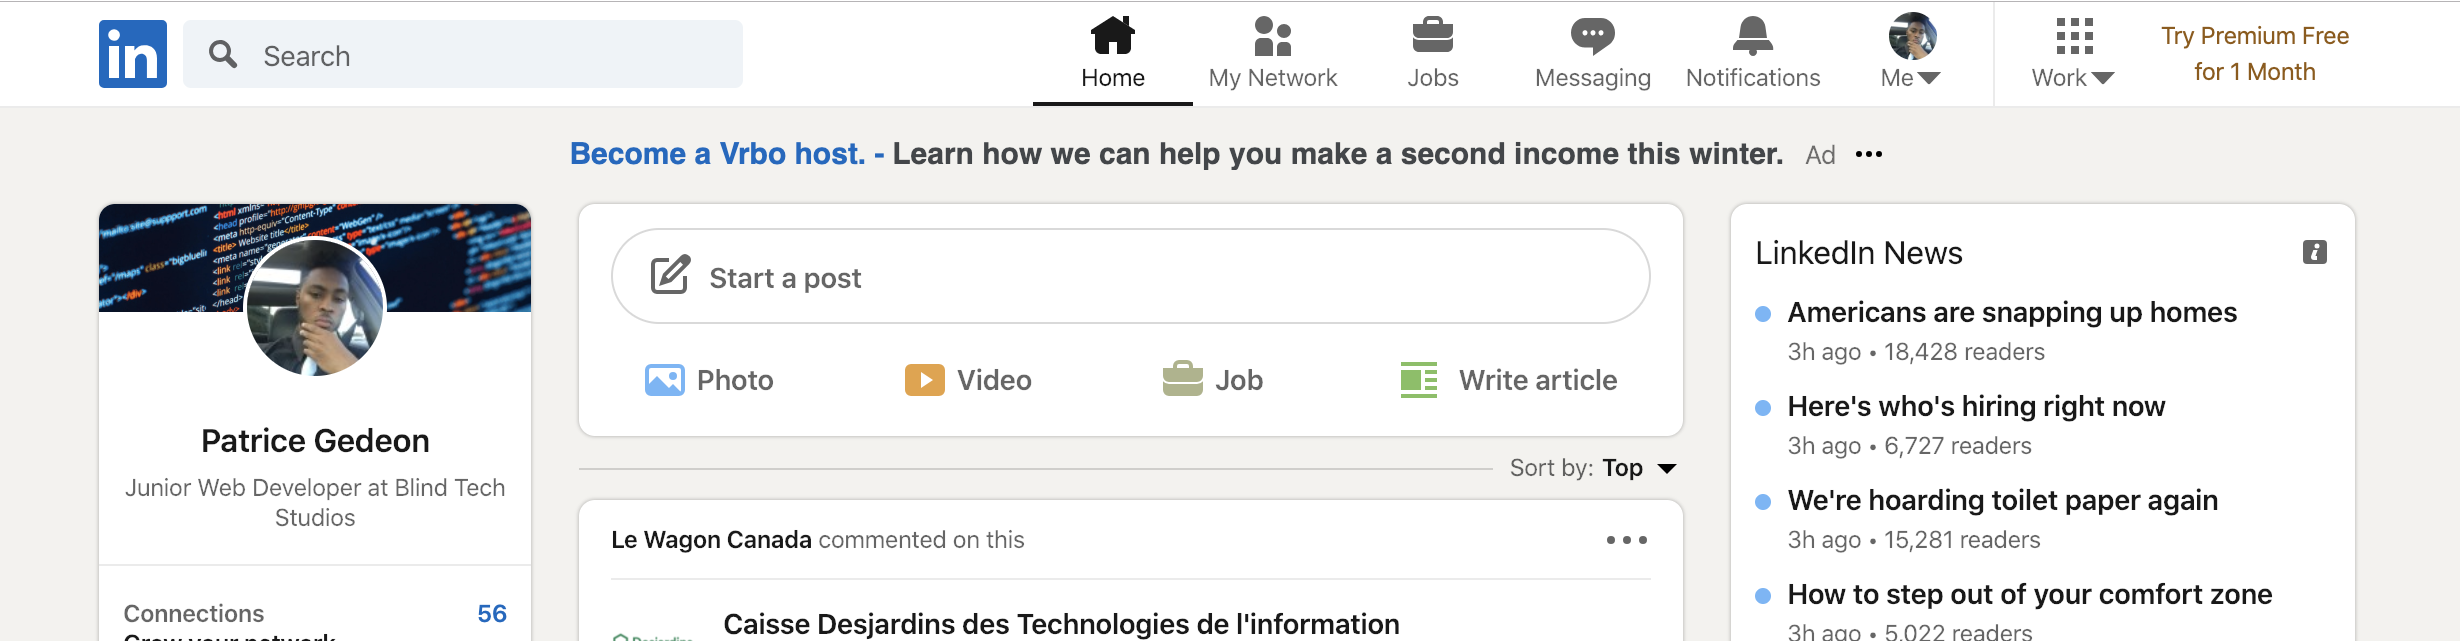 in
Search
Home
My Network
Jobs
Messaging
Notifications
Me
Work
Try Premium Free
for 1 Month
Become a Vrbo host. - Learn how we can help you make a second income this winter. Ad
Patrice Gedeon
Junior Web Developer at Blind Tech
Studios
Connections 56
Grow your network
Start a post
Photo
Video
Job
Write article
Sort by: Top
Le Wagon Canada commented on this
Desjardins
Caisse Desjardins des Technologies de l'information
LinkedIn News
Americans are snapping up homes
3h ago • 18,428 readers
Here's who's hiring right now
3h ago • 6,727 readers
We're hoarding toilet paper again
3h ago • 15,281 readers
How to step out of your comfort zone
3h ago • 5,022 readers